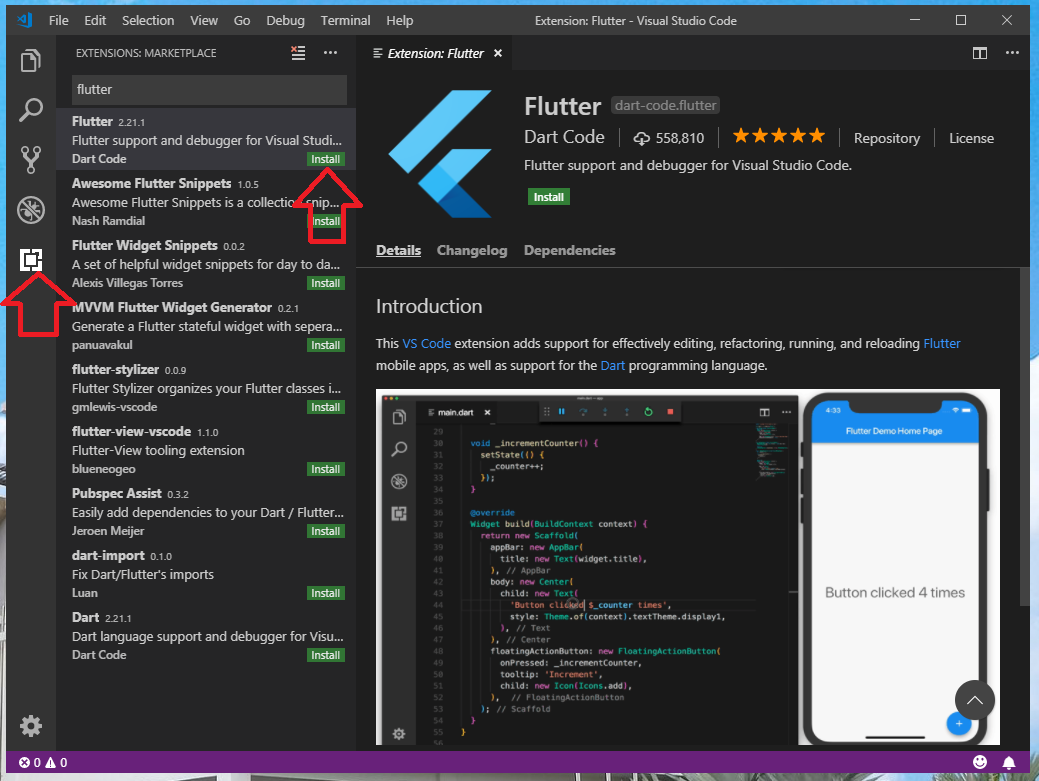 File Edit Selection View Go Debug Terminal Help
Extension: Flutter - Visual Studio Code
EXTENSIONS: MARKETPLACE
flutter
Flutter 2.21.1
Flutter support and debugger for Visual Studi...
Dart Code
Install
Awesome Flutter Snippets 1.0.5
Awesome Flutter Snippets is a collection snip...
Nash Ramdial
Install
Flutter Widget Snippets 0.0.2
A set of helpful widget snippets for day to da...
Alexis Villegas Torres
Install
MVVM Flutter Widget Generator 0.2.1
Generate a Flutter stateful widget with sepera...
panuavakul
Install
flutter-stylizer 0.0.9
Flutter Stylizer organizes your Flutter classes i...
gmlewis-vscode
Install
flutter-view-vscode 1.1.0
Flutter-View tooling extension
blueneogeo
Install
Pubspec Assist 0.3.2
Easily add dependencies to your Dart / Flutter...
Jeroen Meijer
Install
dart-import 0.1.0
Fix Dart/Flutter's imports
Luan
Install
Dart 2.21.1
Dart language support and debugger for Visu...
Dart Code
Install
0 0
Extension: Flutter
Flutter dart-code.flutter
Dart Code 558,810 Repository License
Flutter support and debugger for Visual Studio Code.
Install
Details Changelog Dependencies
Introduction
This VS Code extension adds support for effectively editing, refactoring, running, and reloading Flutter
mobile apps, as well as support for the Dart programming language.
main.dart
29
30 void _incrementCounter() {
31 setState(() {
32 _counter++;
33 });
34 }
35
36 @override
37 Widget build(BuildContext context) {
38 return new Scaffold(
39 appBar: new AppBar(
40 title: new Text(widget.title),
41 ), // AppBar
42 body: new Center(
43 child: new Text(
44 'Button clicked $_counter times',
45 style: Theme.of(context).textTheme.display1,
46 ), // Text
47 ), // Center
48 floatingActionButton: new FloatingActionButton(
49 onPressed: _incrementCounter,
50 tooltip: 'Increment',
51 child: new Icon(Icons.add),
52 ), // FloatingActionButton
53 ); // Scaffold
54 }
55 }
56
4:33
Flutter Demo Home Page
Button clicked 4 times